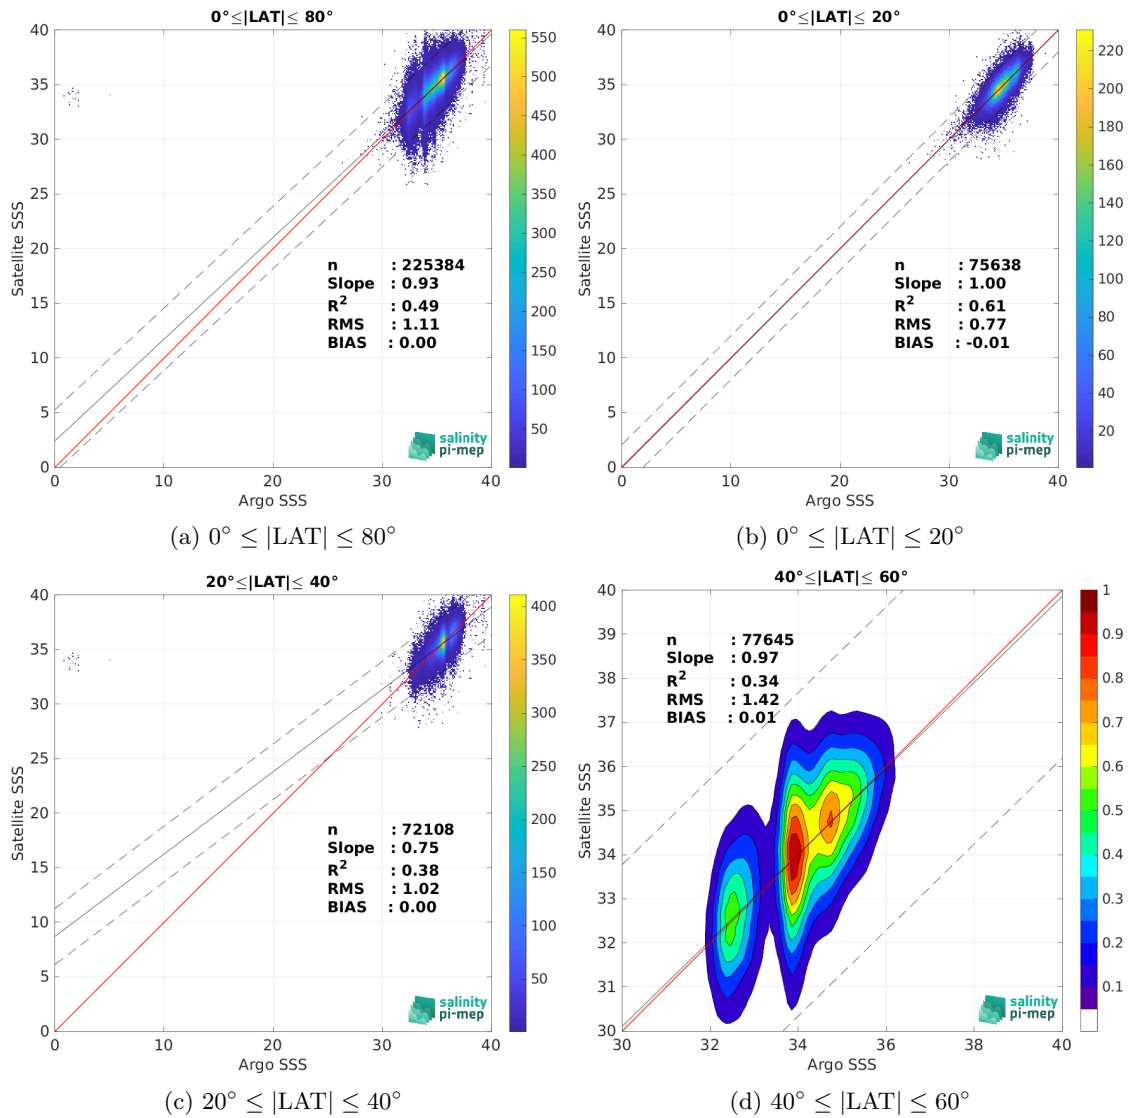 0°≤|LAT|≤ 80°
40
35
30
25
20
15
10
5
0
Satellite SSS
0
10
20
30
40
Argo SSS
n : 225384
Slope : 0.93
R² : 0.49
RMS : 1.11
BIAS : 0.00
salinity
pi-mep
550
500
450
400
350
300
250
200
150
100
50
(a) 0° ≤ |LAT| ≤ 80°
0°≤|LAT|≤ 20°
40
35
30
25
20
15
10
5
0
Satellite SSS
0
10
20
30
40
Argo SSS
n : 75638
Slope : 1.00
R² : 0.61
RMS : 0.77
BIAS : -0.01
salinity
pi-mep
220
200
180
160
140
120
100
80
60
40
20
(b) 0° ≤ |LAT| ≤ 20°
20°≤|LAT|≤ 40°
40
35
30
25
20
15
10
5
0
Satellite SSS
0
10
20
30
40
Argo SSS
n : 72108
Slope : 0.75
R² : 0.38
RMS : 1.02
BIAS : 0.00
salinity
pi-mep
400
350
300
250
200
150
100
50
(c) 20° ≤ |LAT| ≤ 40°
40°≤|LAT|≤ 60°
40
39
38
37
36
35
34
33
32
31
30
Satellite SSS
30
32
34
36
38
40
Argo SSS
n : 77645
Slope : 0.97
R² : 0.34
RMS : 1.42
BIAS : 0.01
salinity
pi-mep
1
0.9
0.8
0.7
0.6
0.5
0.4
0.3
0.2
0.1
(d) 40° ≤ |LAT| ≤ 60°